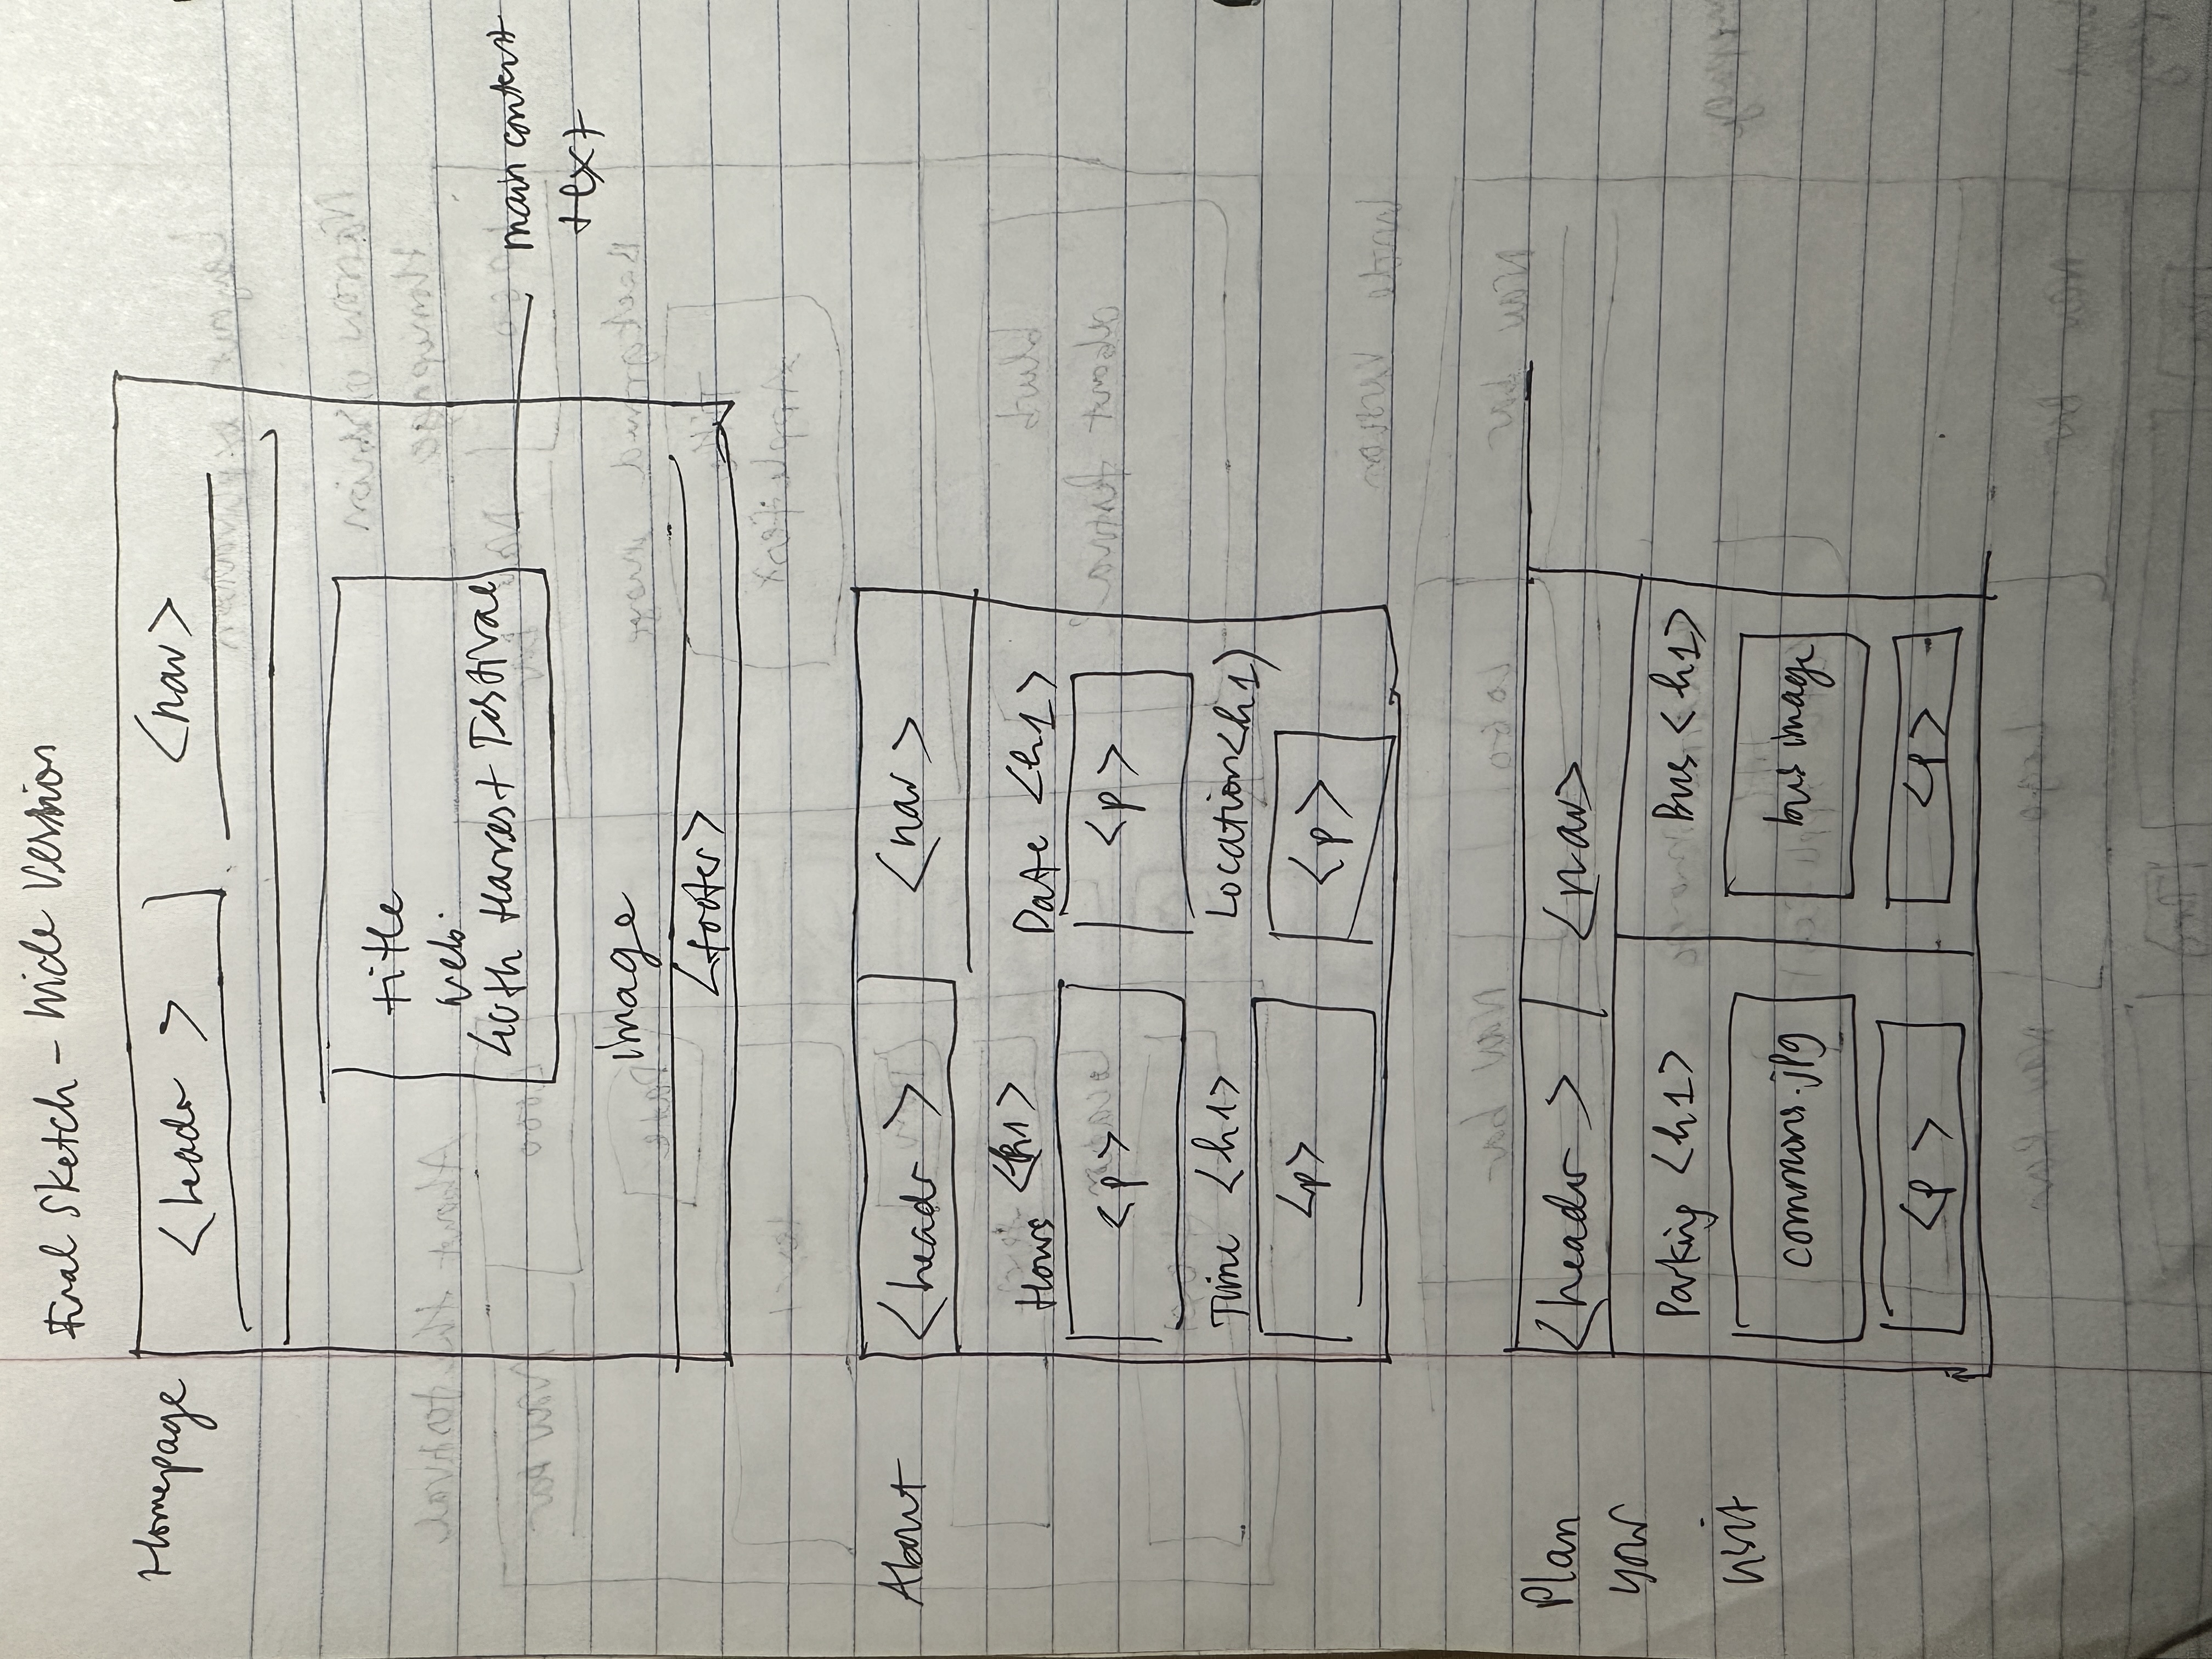 Final Sketch - Wide Version
Homepage
<header> <nav>
title
web:
40th Harvest Festival
main content
text
image
<footer>
About
<header> <nav>
Hours <h1> Date <h1>
<p> <p>
Time <h1> Location <h1)
<p> <p>
Plan
your
visit
<header> <nav>
Parking <h1> Bus <h1>
commons.jpg bus image
<p> <p>